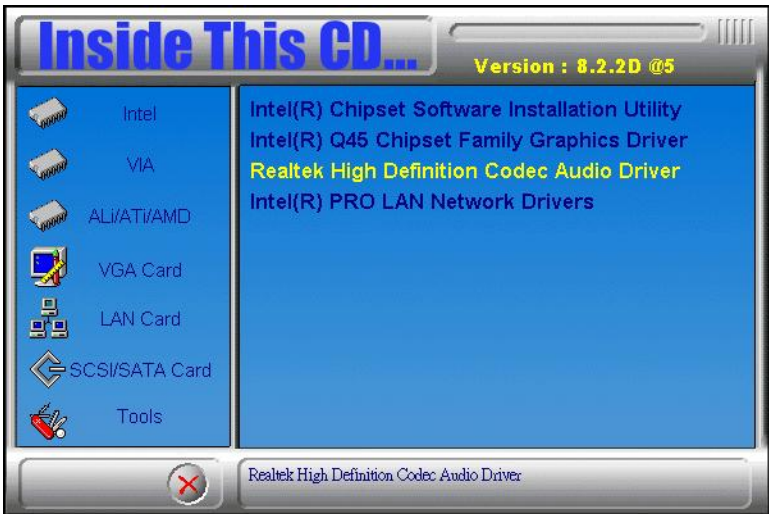 Inside This CD...
Version : 8.2.2D @5
Intel
VIA
ALi/ATi/AMD
VGA Card
LAN Card
SCSI/SATA Card
Tools
Intel(R) Chipset Software Installation Utility
Intel(R) Q45 Chipset Family Graphics Driver
Realtek High Definition Codec Audio Driver
Intel(R) PRO LAN Network Drivers
Realtek High Definition Codec Audio Driver